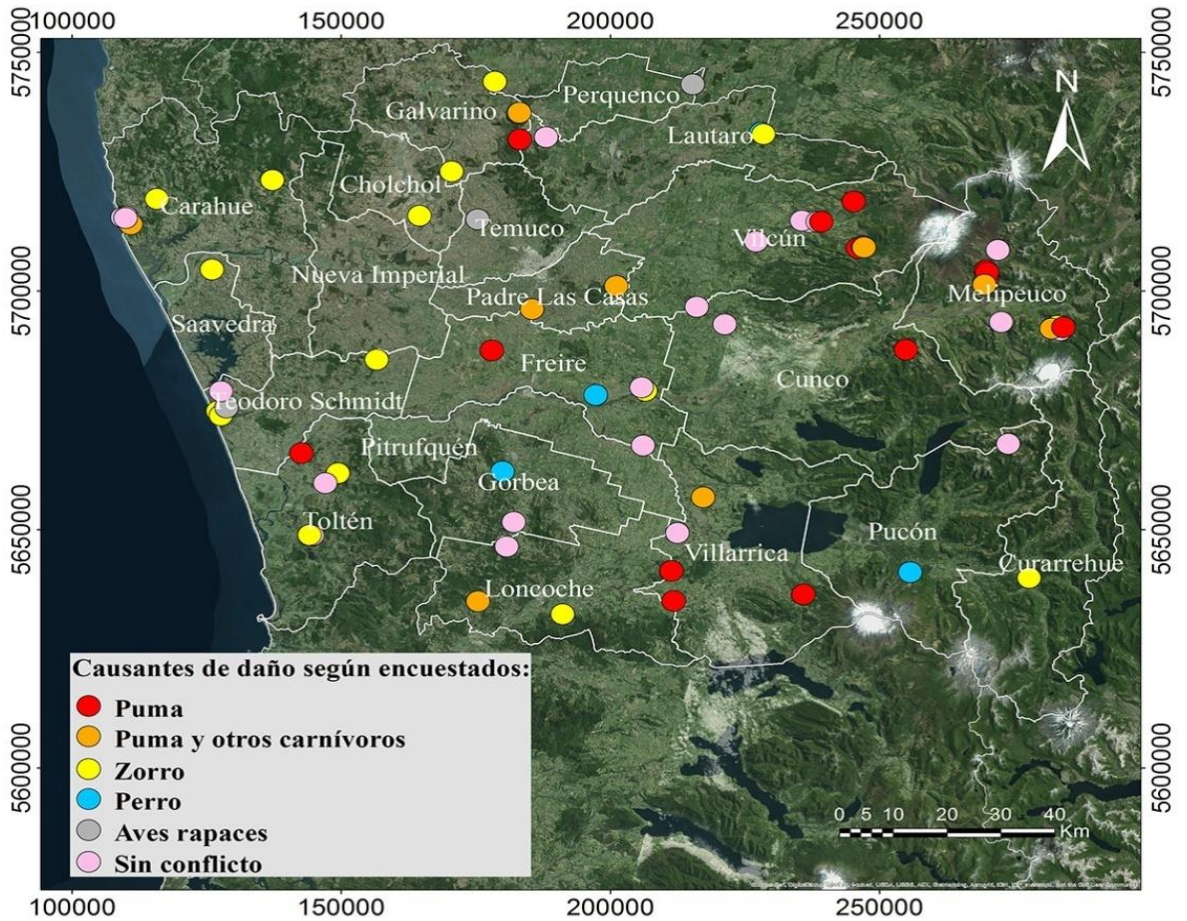 100000 150000 200000 250000
5750000
5750000
N
Perquenco
Galvarino
Lautaro
Cholchol
Carahue
Temuco
Vilcún
Nueva Imperial
5700000
5700000
Padre Las Casas
Melipeuco
Saavedra
Freire
Cunco
Teodoro Schmidt
Pitrufquén
Gorbea
Toltén
5650000
5650000
Pucón
Villarrica
Curarrehue
Loncoche
Causantes de daño según encuestados:
Puma
Puma y otros carnívoros
Zorro
Perro
Aves rapaces
Sin conflicto
5600000
5600000
0 5 10 20 30 40
Km
100000 150000 200000 250000